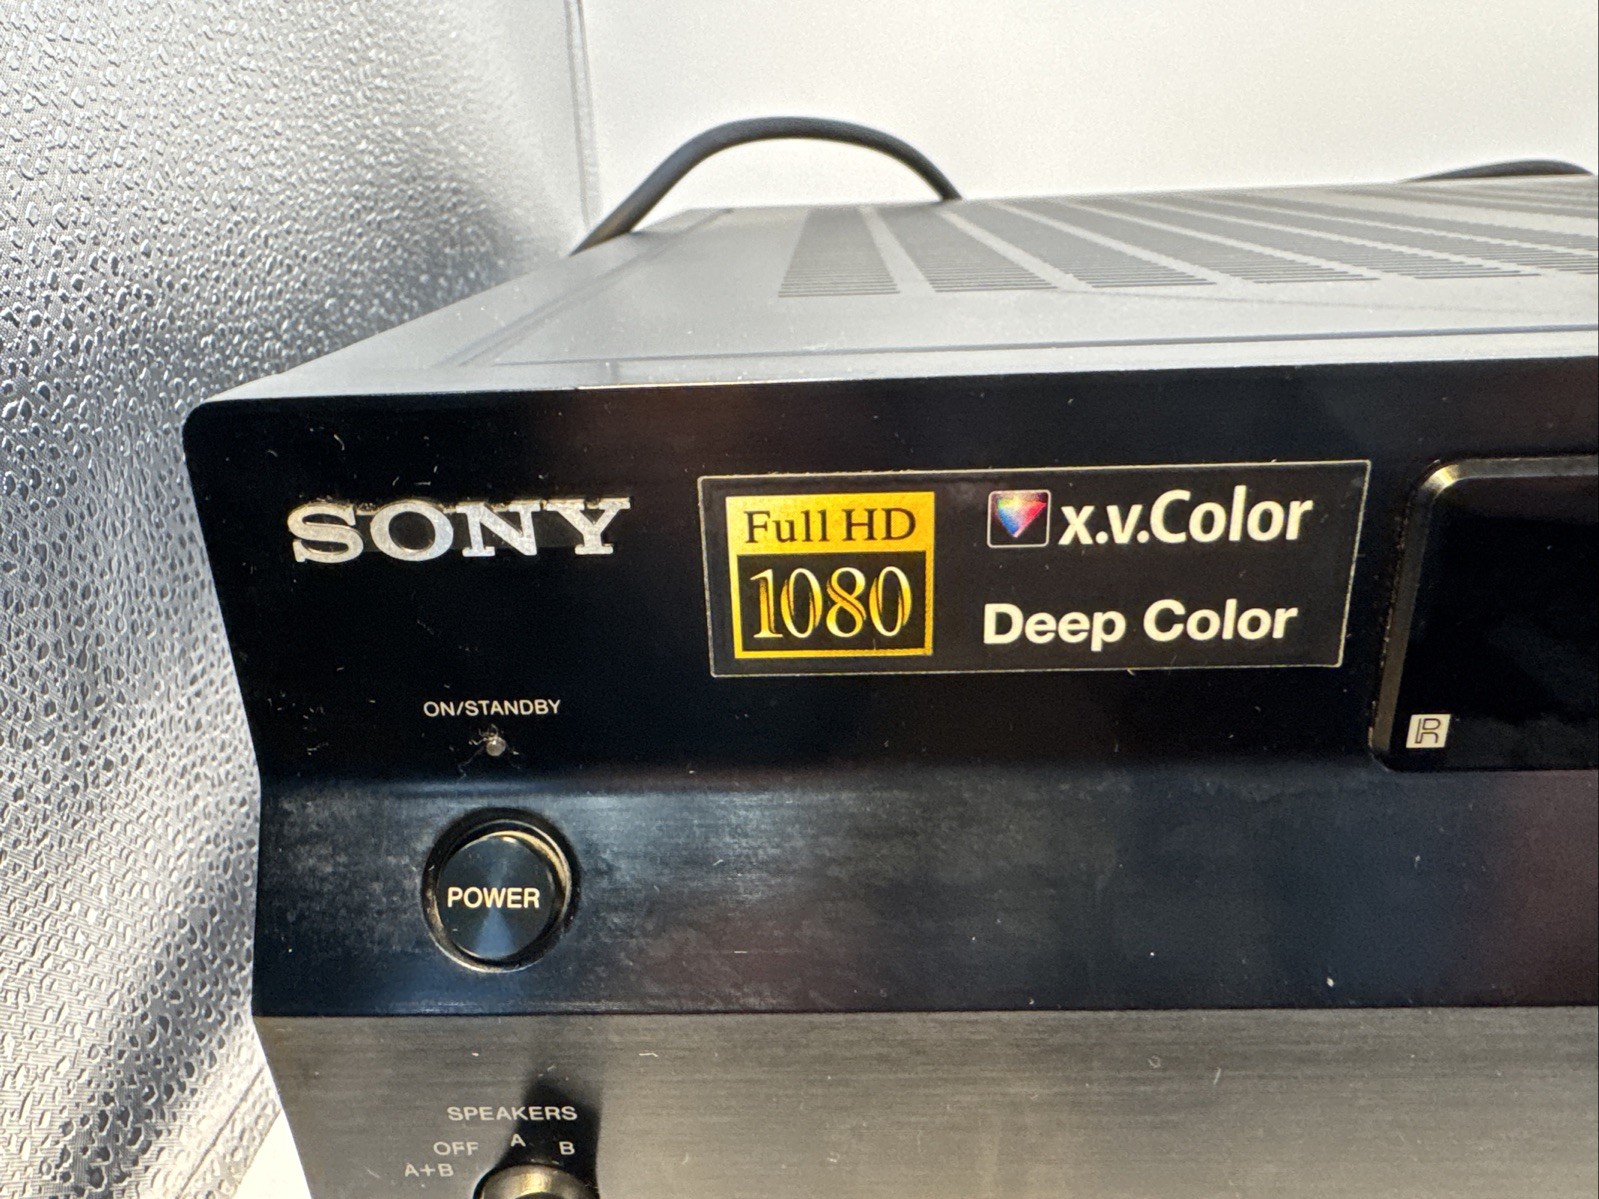 SONY
Full HD
1080
x.v.Color
Deep Color
ON/STANDBY
R
POWER
SPEAKERS
OFF A B
A+B